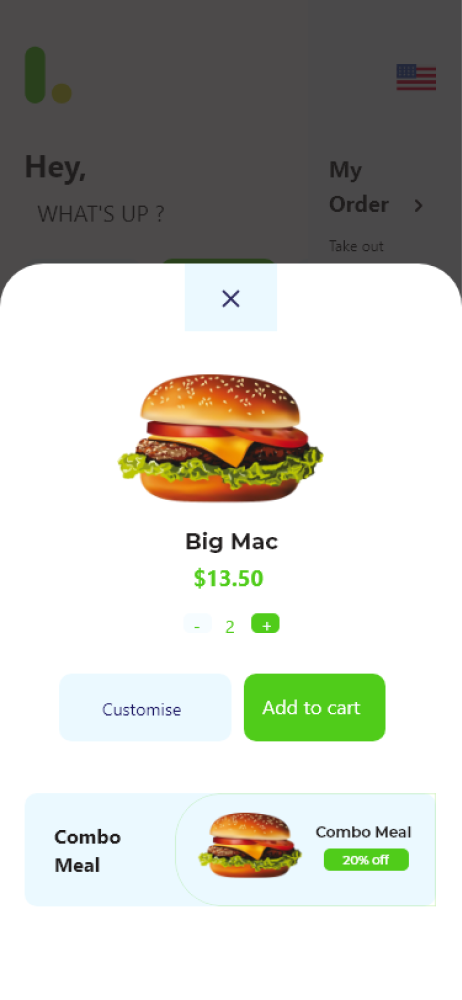 Hey,
WHAT'S UP ?
My
Order
Take out
Big Mac
$13.50
- 2 +
Customise
Add to cart
Combo
Meal
Combo Meal
20% off